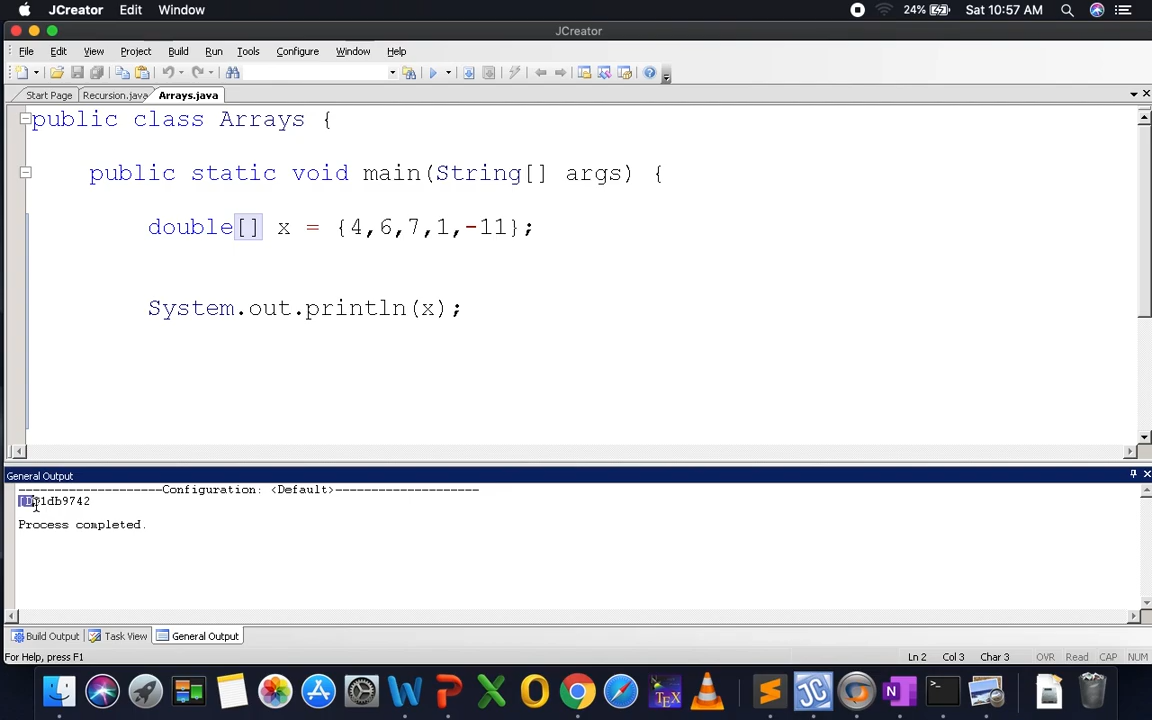 JCreator Edit Window 24% Sat 10:57 AM
JCreator
File Edit View Project Build Run Tools Configure Window Help
Start Page Recursion.java Arrays.java
public class Arrays {
public static void main(String[] args) {
double[] x = {4,6,7,1,-11};
System.out.println(x);
General Output
--------------------Configuration: <Default>--------------------
[D@1db9742
Process completed.
Build Output Task View General Output
For Help, press F1 Ln 2 Col 3 Char 3 OVR Read CAP NUM
W P X O TEX JC N >_